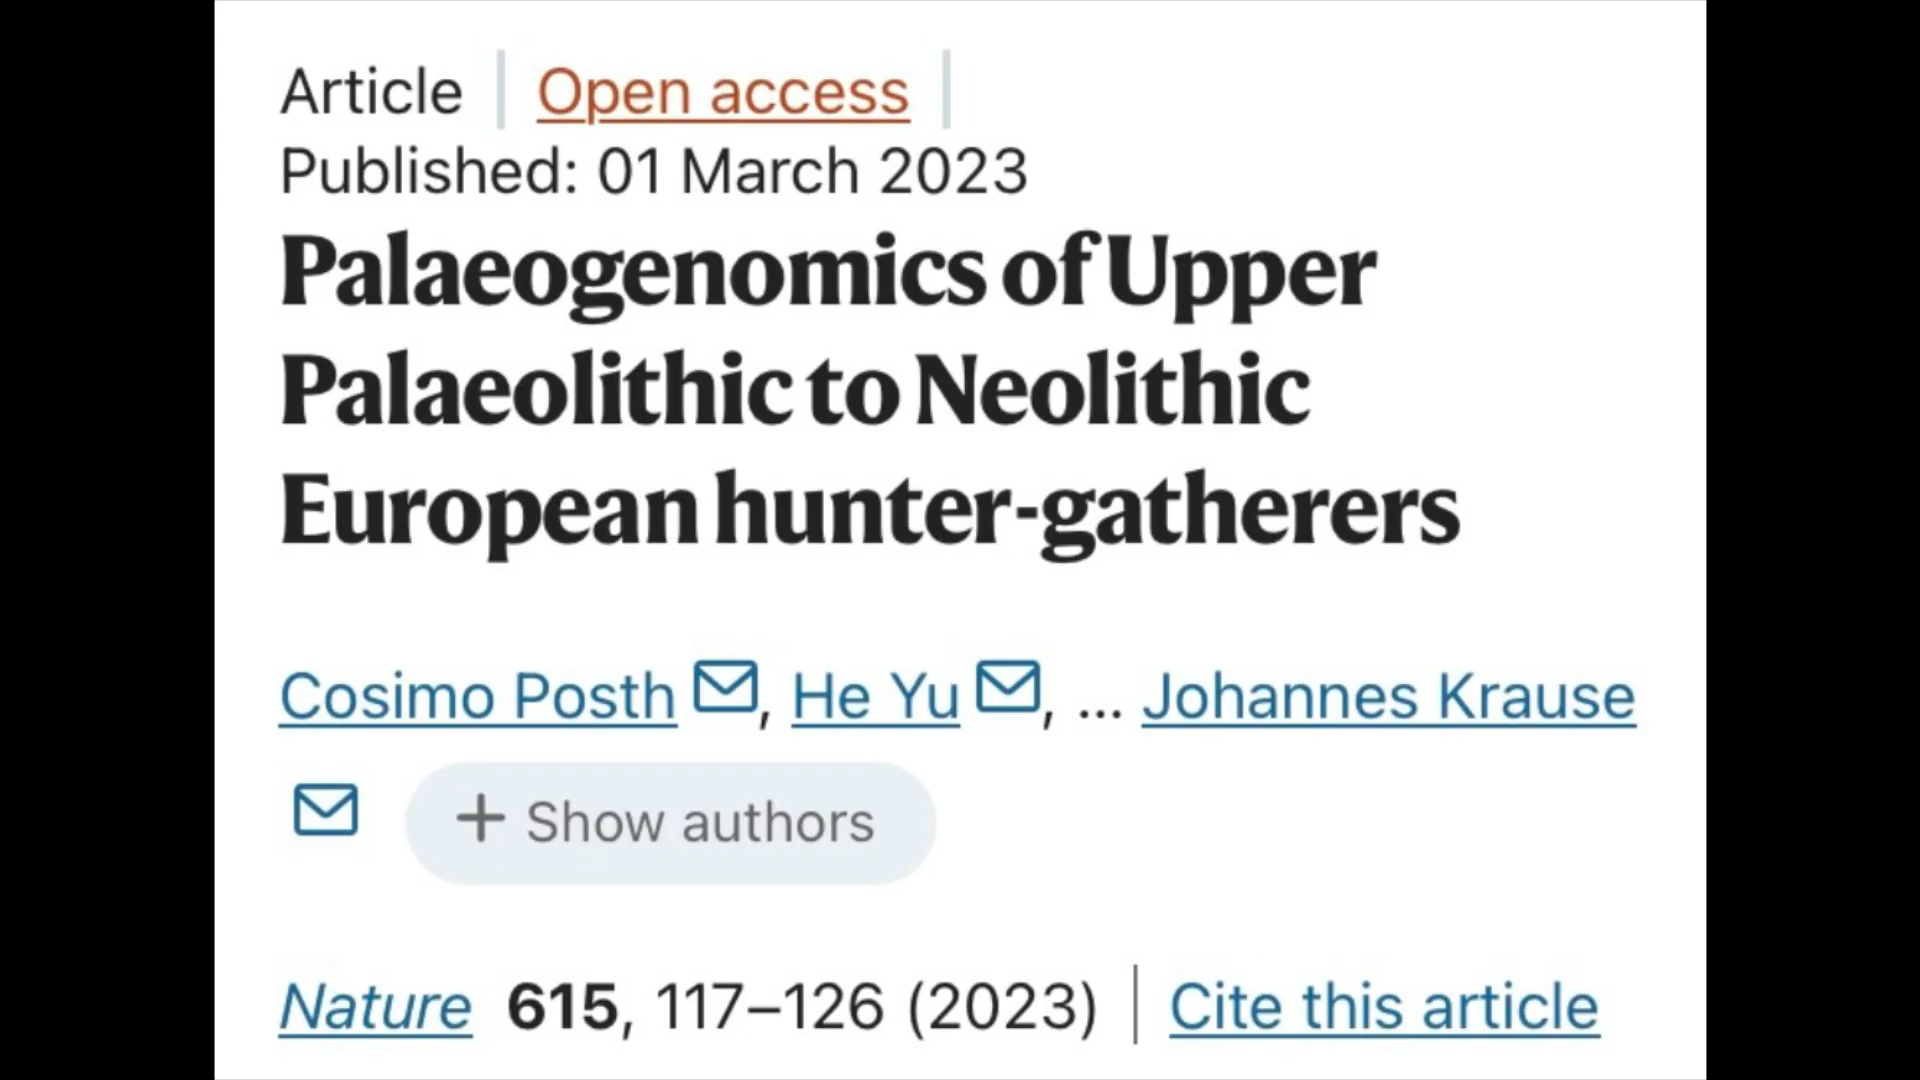 Article | Open access |
Published: 01 March 2023
Palaeogenomics of Upper
Palaeolithic to Neolithic
European hunter-gatherers
Cosimo Posth, He Yu, ... Johannes Krause
+ Show authors
Nature 615, 117–126 (2023) | Cite this article